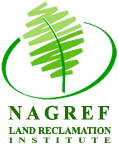 NAGREF
LAND RECLAMATION
INSTITUTE